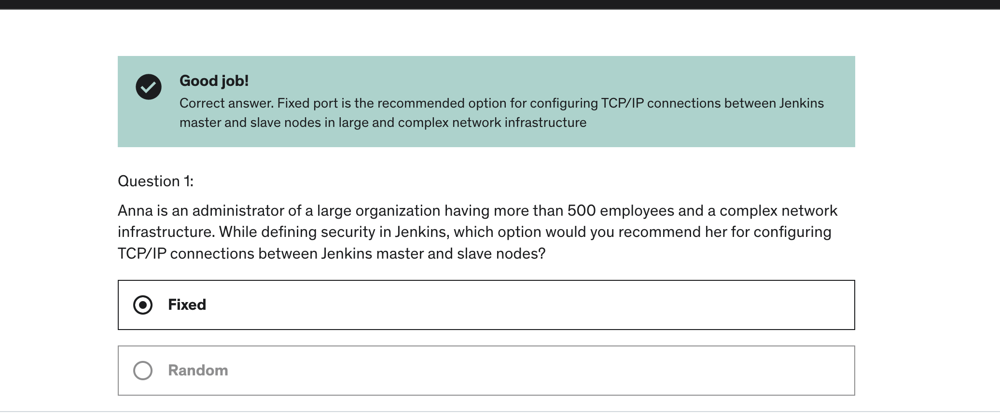 Good job!
Correct answer. Fixed port is the recommended option for configuring TCP/IP connections between Jenkins
master and slave nodes in large and complex network infrastructure
Question 1:
Anna is an administrator of a large organization having more than 500 employees and a complex network
infrastructure. While defining security in Jenkins, which option would you recommend her for configuring
TCP/IP connections between Jenkins master and slave nodes?
Fixed
Random